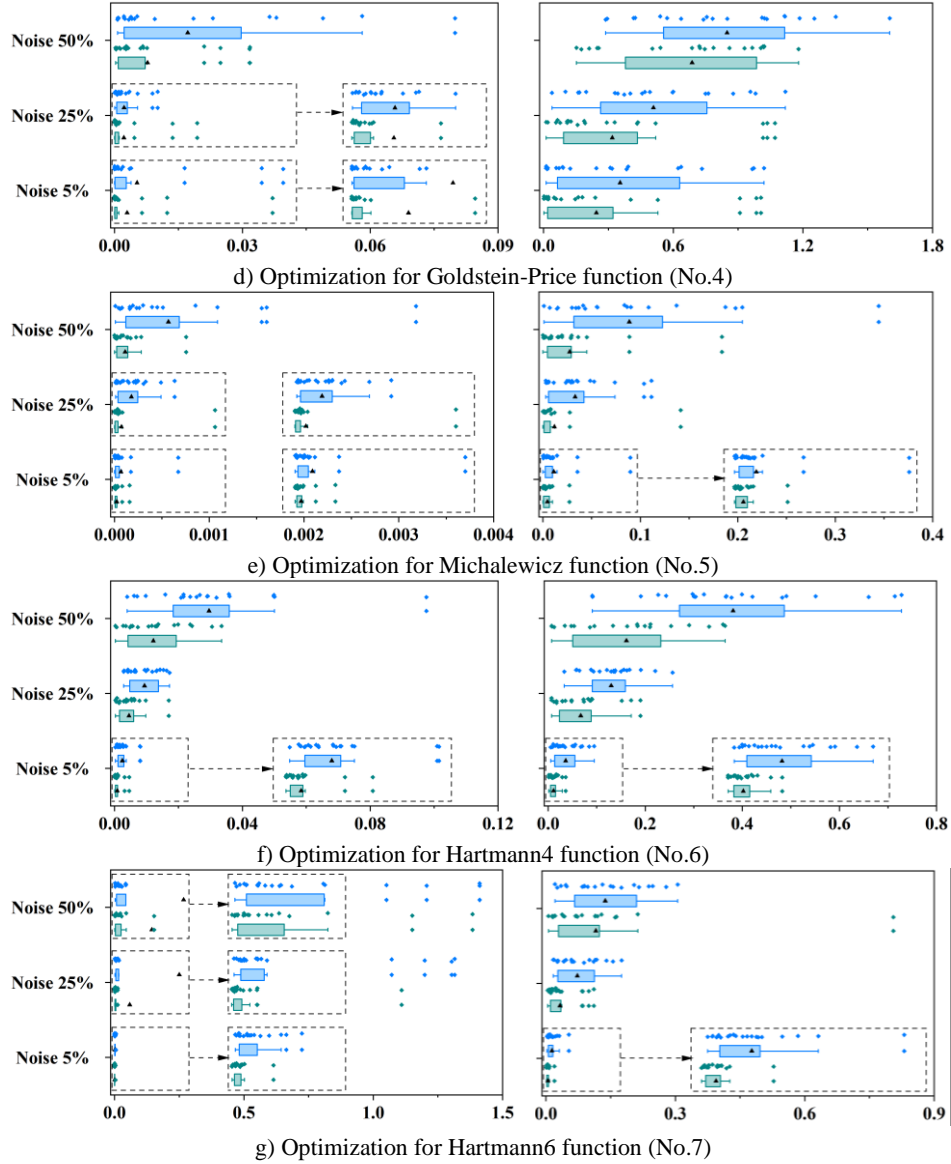 Noise 50%
Noise 25%
Noise 5%
0.00 0.03 0.06 0.09
0.0 0.6 1.2 1.8
d) Optimization for Goldstein-Price function (No.4)
Noise 50%
Noise 25%
Noise 5%
0.000 0.001 0.002 0.003 0.004
0.0 0.1 0.2 0.3 0.4
e) Optimization for Michalewicz function (No.5)
Noise 50%
Noise 25%
Noise 5%
0.00 0.04 0.08 0.12
0.0 0.2 0.4 0.6 0.8
f) Optimization for Hartmann4 function (No.6)
Noise 50%
Noise 25%
Noise 5%
0.0 0.5 1.0 1.5
0.0 0.3 0.6 0.9
g) Optimization for Hartmann6 function (No.7)